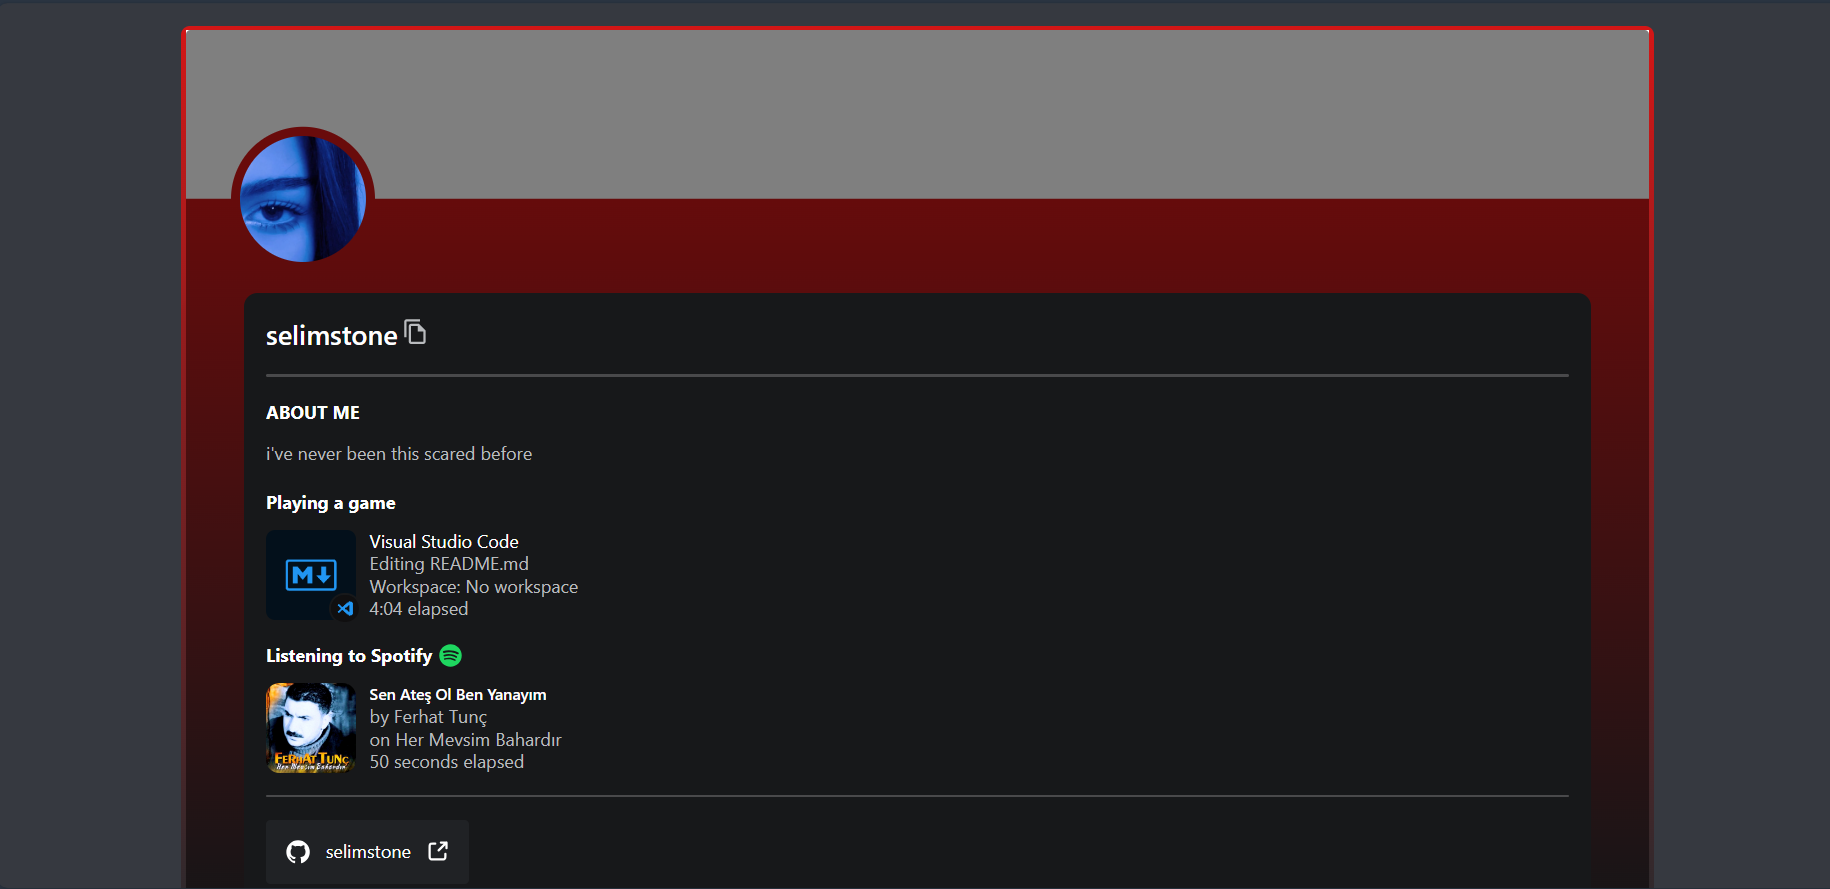 selimstone
ABOUT ME
i've never been this scared before
Playing a game
M
Visual Studio Code
Editing README.md
Workspace: No workspace
4:04 elapsed
Listening to Spotify
FERHAT TUNÇ
Her Mevsim Bahardır
Sen Ateş Ol Ben Yanayım
by Ferhat Tunç
on Her Mevsim Bahardır
50 seconds elapsed
selimstone